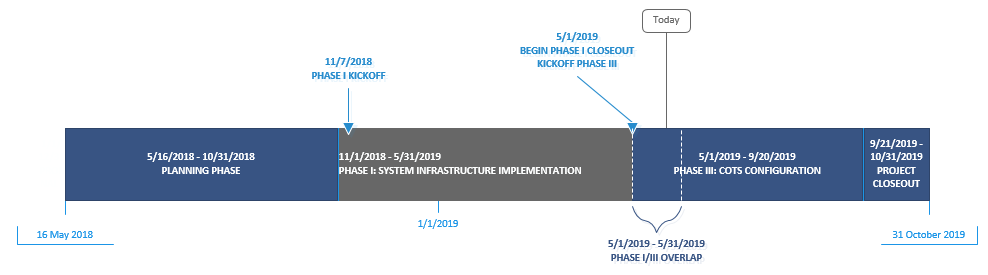 Today
5/1/2019
BEGIN PHASE I CLOSEOUT
KICKOFF PHASE III
11/7/2018
PHASE I KICKOFF
5/16/2018 - 10/31/2018
PLANNING PHASE
11/1/2018 - 5/31/2019
PHASE I: SYSTEM INFRASTRUCTURE IMPLEMENTATION
5/1/2019 - 9/20/2019
PHASE III: COTS CONFIGURATION
9/21/2019 -
10/31/2019
PROJECT
CLOSEOUT
1/1/2019
16 May 2018
31 October 2019
5/1/2019 - 5/31/2019
PHASE I/III OVERLAP